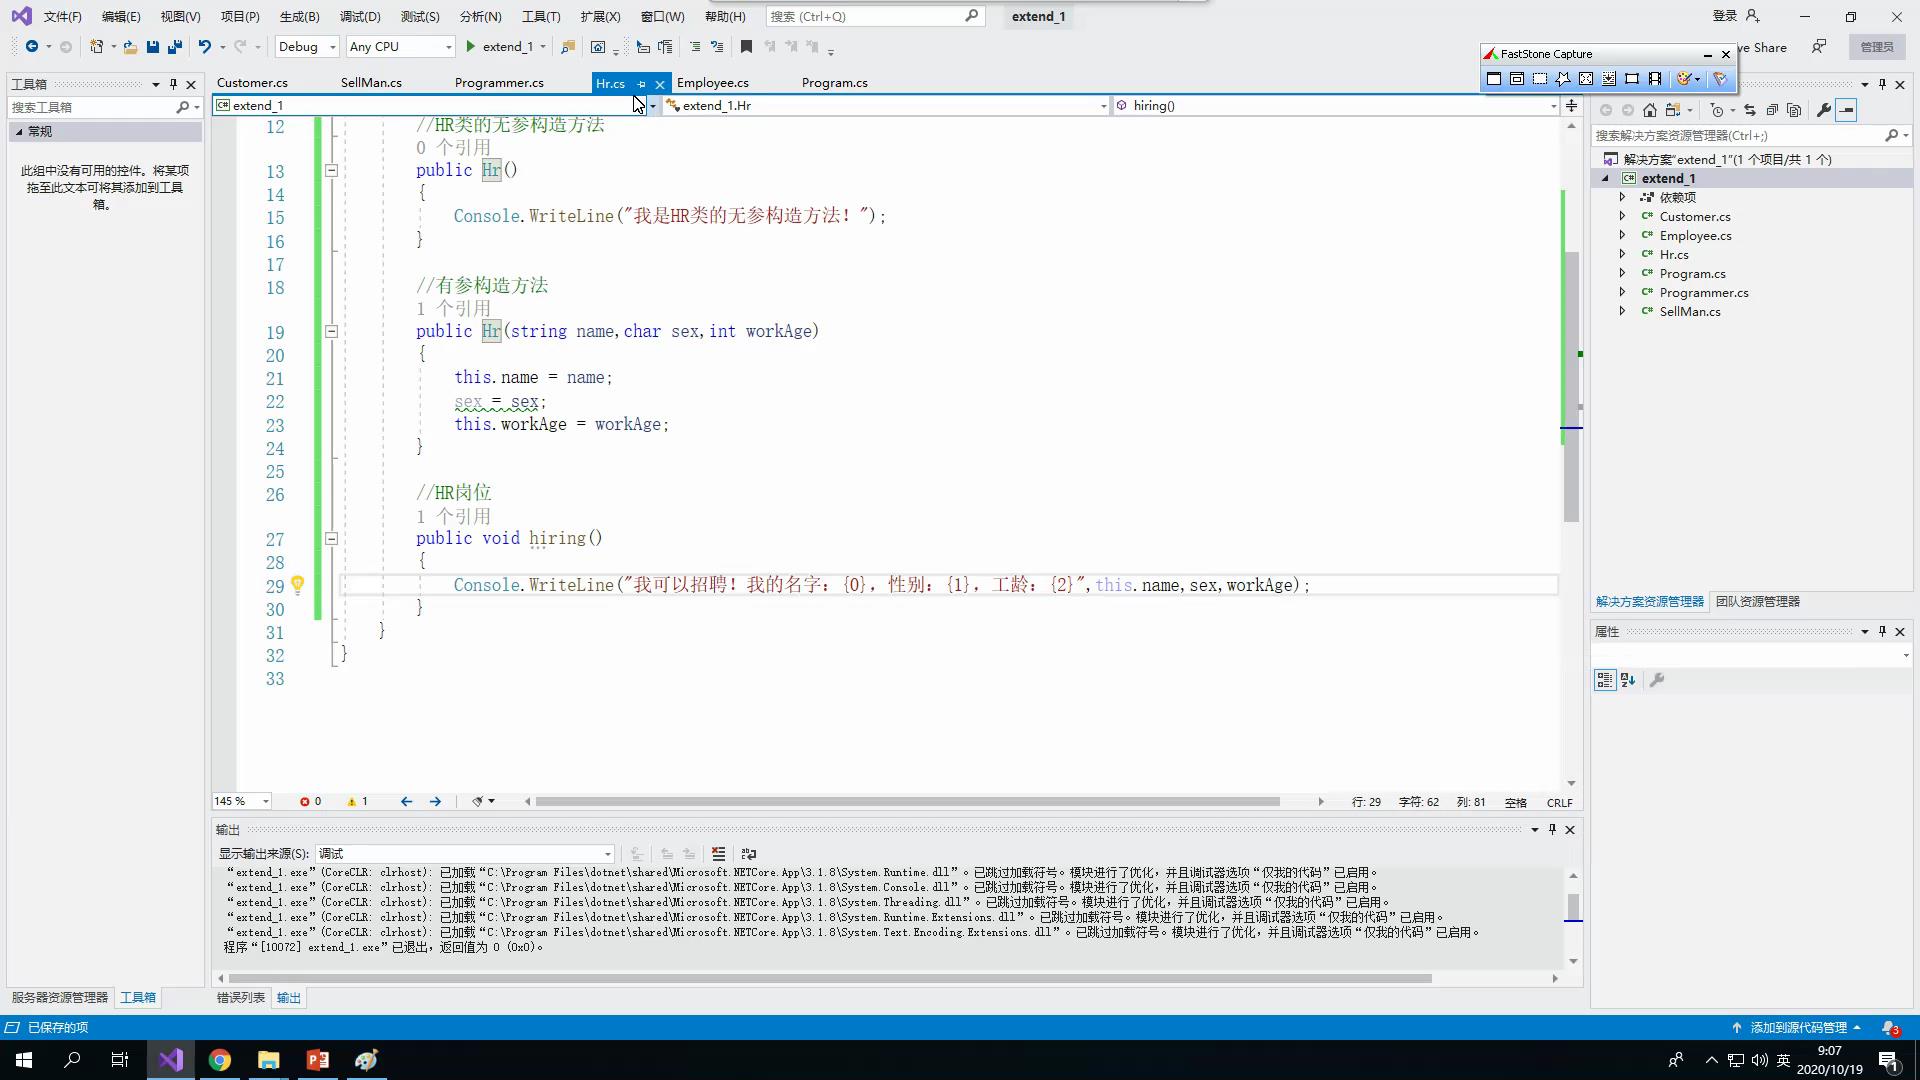 文件(F) 编辑(E) 视图(V) 项目(P) 生成(B) 调试(D) 测试(S) 分析(N) 工具(T) 扩展(X) 窗口(W) 帮助(H) 搜索 (Ctrl+Q) extend_1 登录
Debug Any CPU extend_1 ve Share 管理员
FastStone Capture
工具箱
搜索工具箱
常规
此组中没有可用的控件。将某项
拖至此文本可将其添加到工具
箱。
服务器资源管理器 工具箱
Customer.cs SellMan.cs Programmer.cs Hr.cs Employee.cs Program.cs
extend_1 extend_1.Hr hiring()
12 //HR类的无参构造方法
0 个引用
13 public Hr()
14 {
15 Console.WriteLine("我是HR类的无参构造方法！");
16 }
17
18 //有参构造方法
1 个引用
19 public Hr(string name,char sex,int workAge)
20 {
21 this.name = name;
22 sex = sex;
23 this.workAge = workAge;
24 }
25
26 //HR岗位
1 个引用
27 public void hiring()
28 {
29 Console.WriteLine("我可以招聘！我的名字：{0}，性别：{1}，工龄：{2}",this.name,sex,workAge);
30 }
31 }
32 }
33
145 % 0 1 行: 29 字符: 62 列: 81 空格 CRLF
输出
显示输出来源(S): 调试
“extend_1.exe”(CoreCLR: clrhost): 已加载“C:\Program Files\dotnet\shared\Microsoft.NETCore.App\3.1.8\System.Runtime.dll”。已跳过加载符号。模块进行了优化，并且调试器选项“仅我的代码”已启用。
“extend_1.exe”(CoreCLR: clrhost): 已加载“C:\Program Files\dotnet\shared\Microsoft.NETCore.App\3.1.8\System.Console.dll”。已跳过加载符号。模块进行了优化，并且调试器选项“仅我的代码”已启用。
“extend_1.exe”(CoreCLR: clrhost): 已加载“C:\Program Files\dotnet\shared\Microsoft.NETCore.App\3.1.8\System.Threading.dll”。已跳过加载符号。模块进行了优化，并且调试器选项“仅我的代码”已启用。
“extend_1.exe”(CoreCLR: clrhost): 已加载“C:\Program Files\dotnet\shared\Microsoft.NETCore.App\3.1.8\System.Runtime.Extensions.dll”。已跳过加载符号。模块进行了优化，并且调试器选项“仅我的代码”已启用。
“extend_1.exe”(CoreCLR: clrhost): 已加载“C:\Program Files\dotnet\shared\Microsoft.NETCore.App\3.1.8\System.Text.Encoding.Extensions.dll”。已跳过加载符号。模块进行了优化，并且调试器选项“仅我的代码”已启用。
程序“[10072] extend_1.exe”已退出，返回值为 0 (0x0)。
错误列表 输出
搜索解决方案资源管理器(Ctrl+;)
解决方案"extend_1"(1 个项目/共 1 个)
extend_1
依赖项
Customer.cs
Employee.cs
Hr.cs
Program.cs
Programmer.cs
SellMan.cs
解决方案资源管理器 团队资源管理器
属性
已保存的项 添加到源代码管理 3
英 9:07
2020/10/19 1